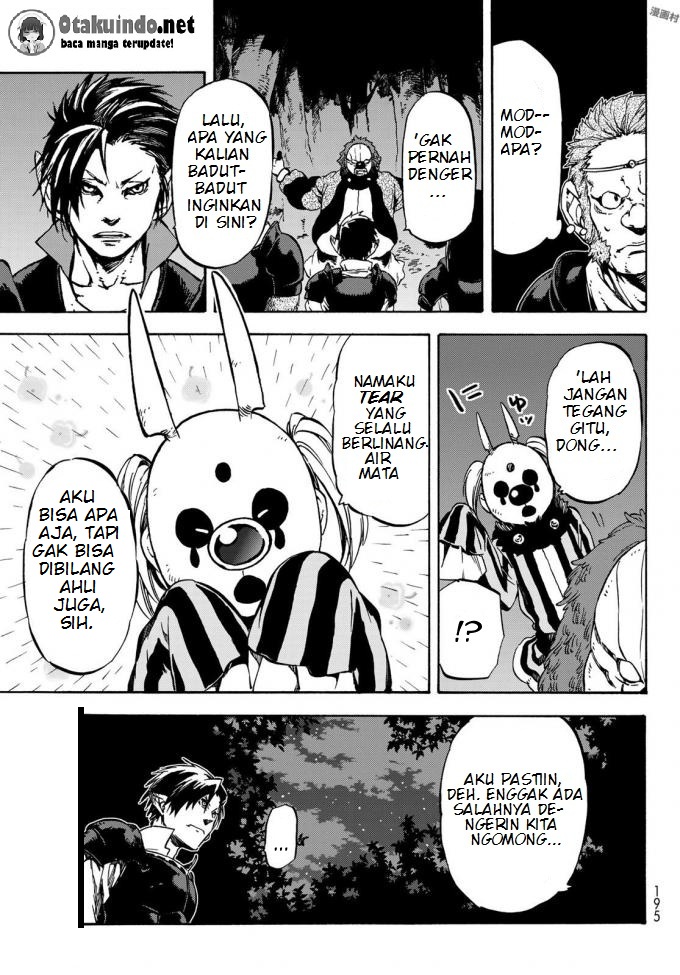 Otakuindo.net
baca manga terupdate!
漫画村
MOD--
MOD-
APA?
'GAK
PERNAH
DENGER
...
LALU,
APA YANG
KALIAN
BADUT-
BADUT
INGINKAN
DI SINI?
'LAH
JANGAN
TEGANG
GITU,
DONG...
ゆッ
!?
NAMAKU
TEAR
YANG
SELALU
BERLINANG
AIR
MATA
AKU
BISA APA
AJA, TAPI
GAK BISA
DIBILANG
AHLI
JUGA,
SIH.
AKU PASTIIN,
DEH. ENGGAK ADA
SALAHNYA DE-
NGERIN KITA
NGOMONG...
...
195